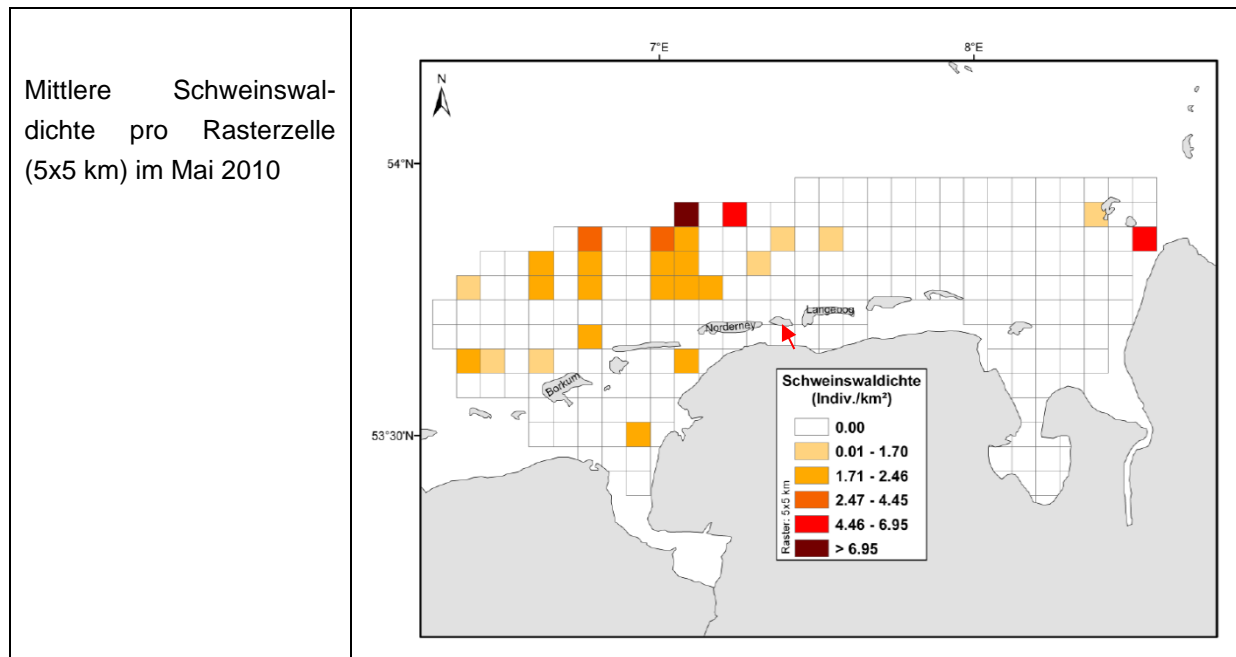 Mittlere Schweinswal-
dichte pro Rasterzelle
(5x5 km) im Mai 2010
7°E
8°E
N
54°N
53°30'N
Norderney
Langeoog
Borkum
Schweinswaldichte
(Indiv./km²)
0.00
0.01 - 1.70
1.71 - 2.46
2.47 - 4.45
4.46 - 6.95
> 6.95
Raster: 5x5 km